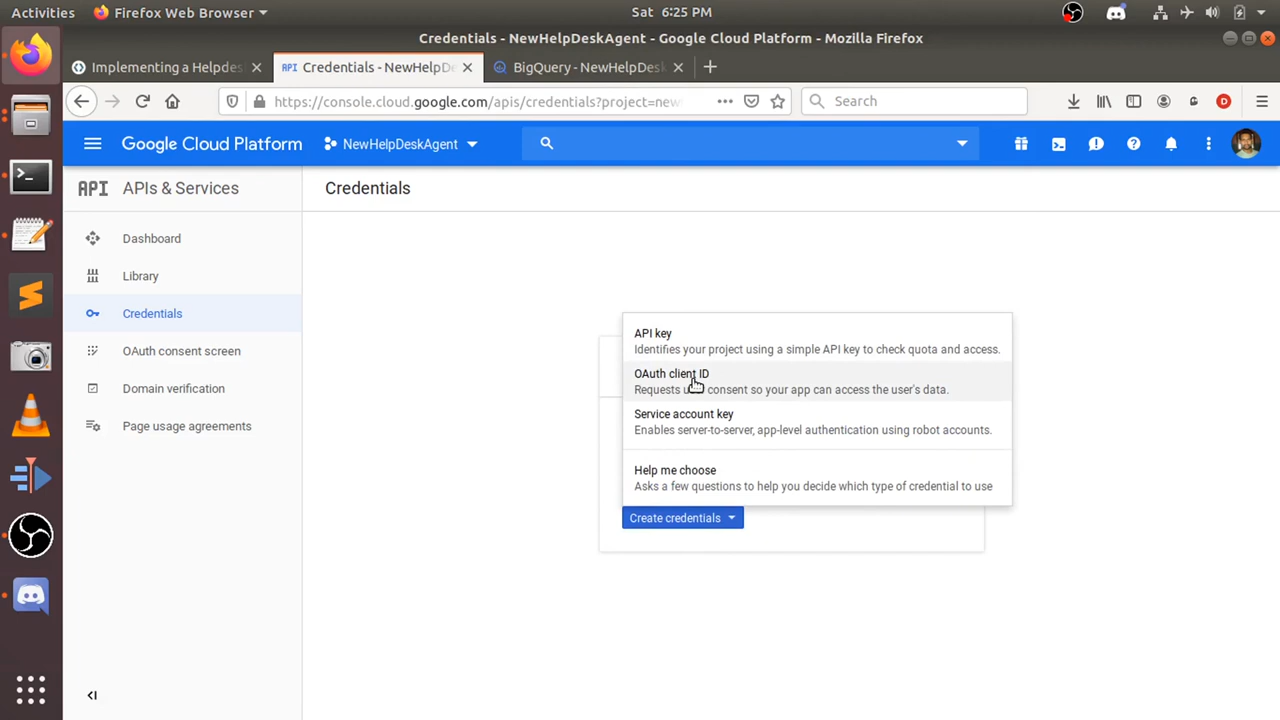 Activities
Firefox Web Browser
Sat 6:25 PM
Credentials - NewHelpDeskAgent - Google Cloud Platform - Mozilla Firefox
Implementing a Helpdes
API Credentials - NewHelpD
BigQuery - NewHelpDesk
https://console.cloud.google.com/apis/credentials?project=new
Search
Google Cloud Platform
NewHelpDeskAgent
API APIs & Services
Credentials
Dashboard
Library
Credentials
OAuth consent screen
Domain verification
Page usage agreements
API key
Identifies your project using a simple API key to check quota and access.
OAuth client ID
Requests consent so your app can access the user's data.
Service account key
Enables server-to-server, app-level authentication using robot accounts.
Help me choose
Asks a few questions to help you decide which type of credential to use
Create credentials